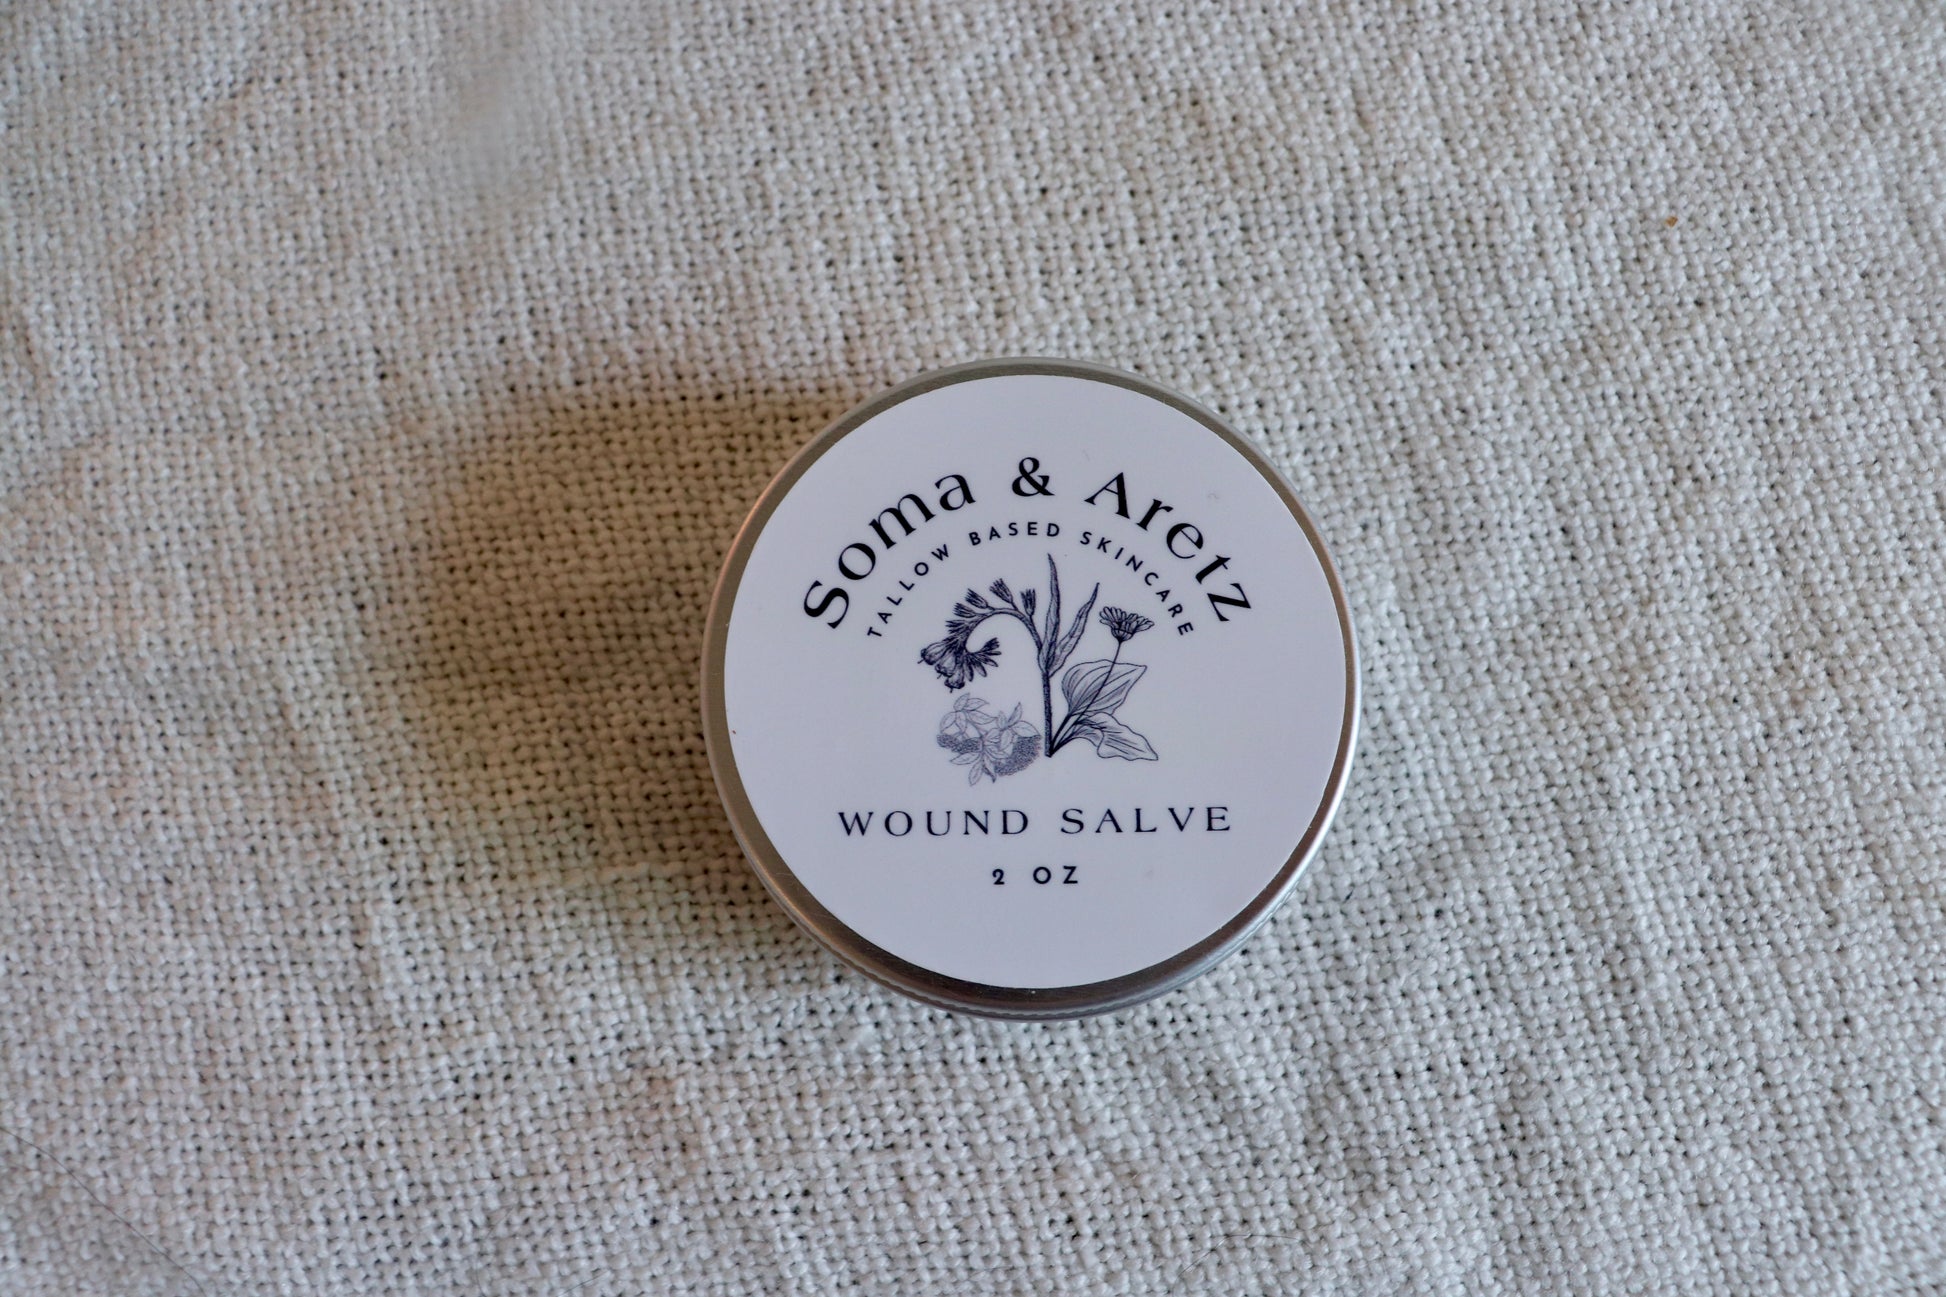 Soma & Aretz
TALLOW BASED SKINCARE
WOUND SALVE
2 OZ